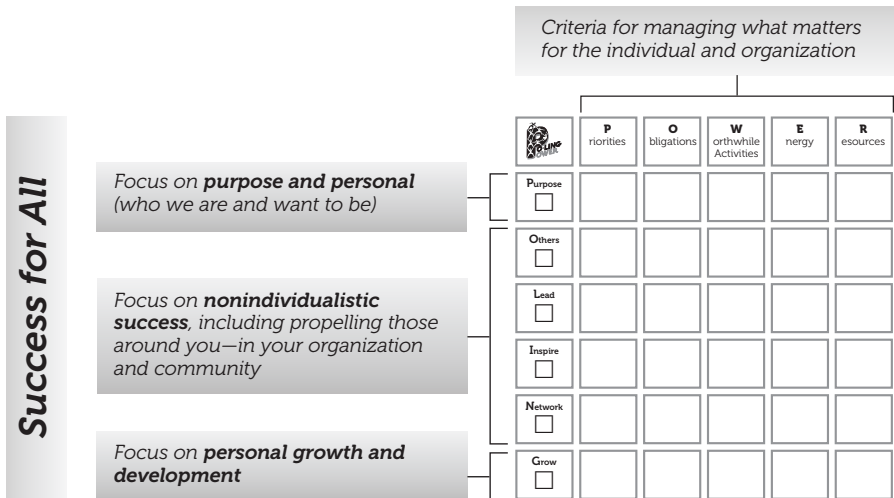 Criteria for managing what matters
for the individual and organization
Success for All
P O W E R
riorities bligations orthwhile nergy esources
Activities
Focus on purpose and personal
(who we are and want to be)
Purpose
Others
Focus on nonindividualistic
success, including propelling those
around you—in your organization
and community
Lead
Inspire
Network
Focus on personal growth and
development
Grow